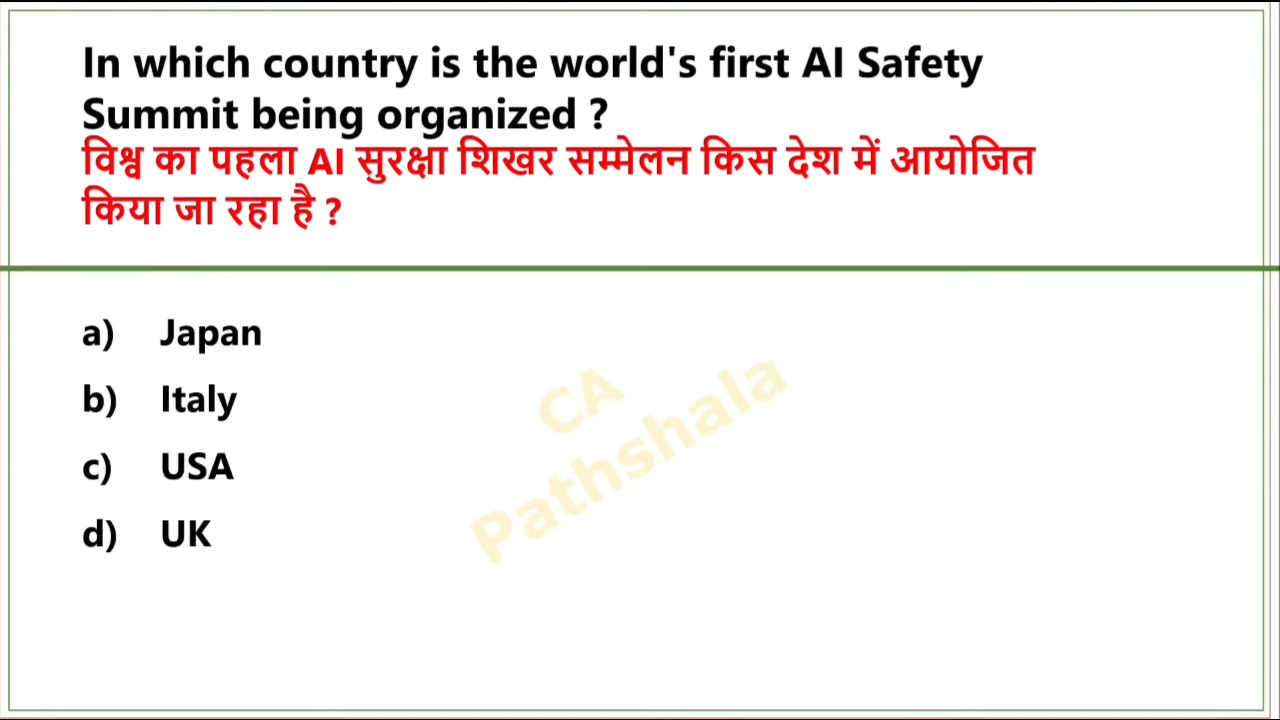 In which country is the world's first AI Safety
Summit being organized ?
विश्व का पहला AI सुरक्षा शिखर सम्मेलन किस देश में आयोजित
किया जा रहा है ?
a) Japan
b) Italy
c) USA
d) UK
CA
Pathshala